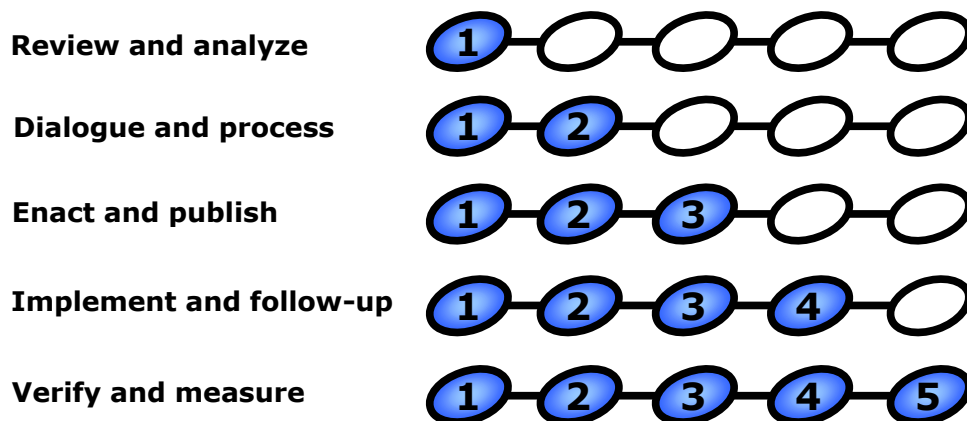 Review and analyze 1
Dialogue and process 1 2
Enact and publish 1 2 3
Implement and follow-up 1 2 3 4
Verify and measure 1 2 3 4 5